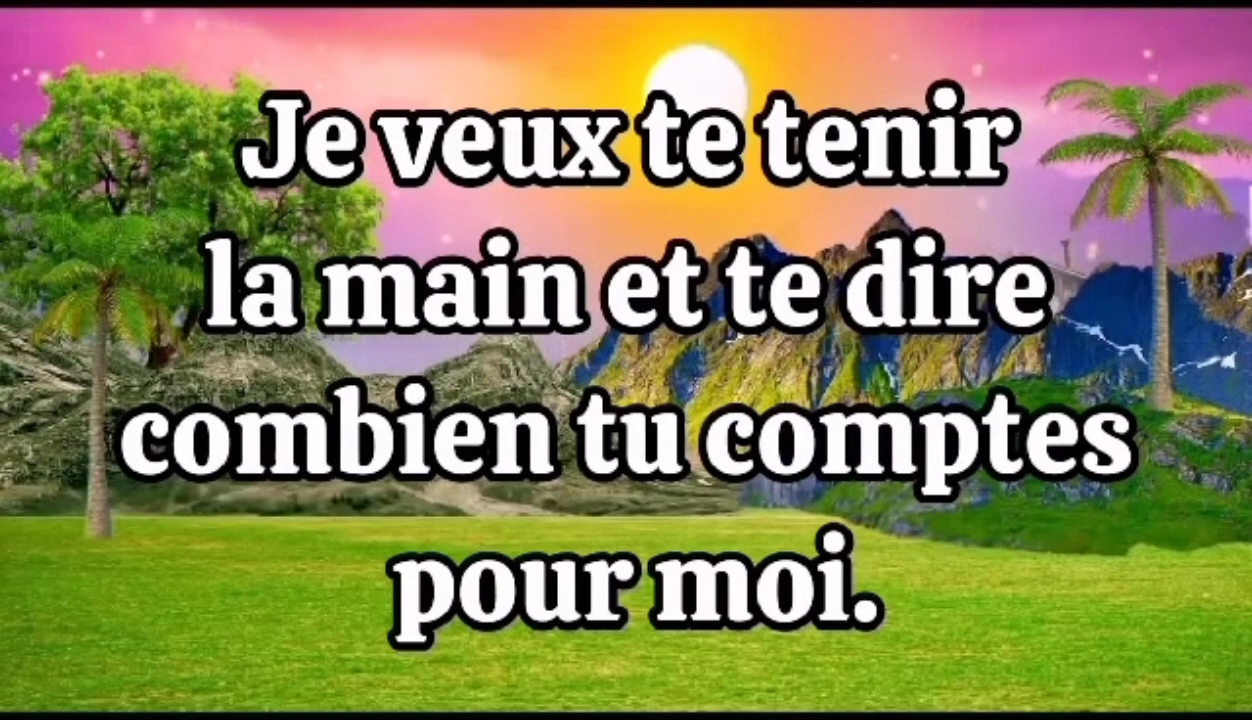 Je veux te tenir
la main et te dire
combien tu comptes
pour moi.